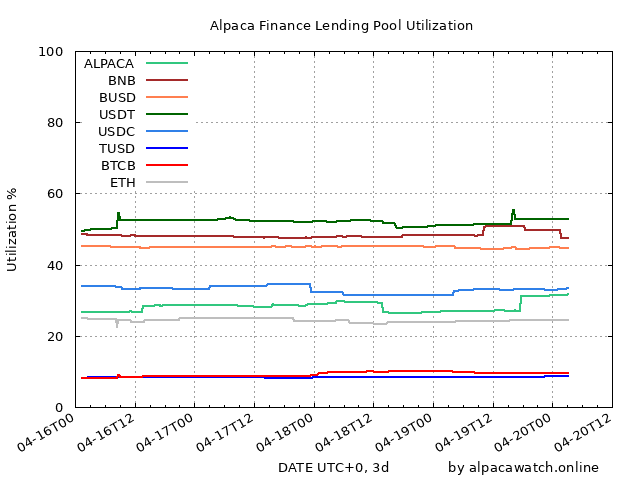 Alpaca Finance Lending Pool Utilization
100
80
60
40
20
0
Utilization %
ALPACA
BNB
BUSD
USDT
USDC
TUSD
BTCB
ETH
04-16T00
04-16T12
04-17T00
04-17T12
04-18T00
04-18T12
04-19T00
04-19T12
04-20T00
04-20T12
DATE UTC+0, 3d
by alpacawatch.online